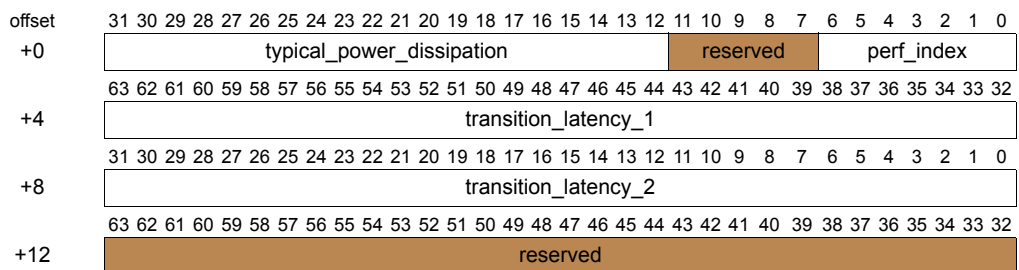 offset 31 30 29 28 27 26 25 24 23 22 21 20 19 18 17 16 15 14 13 12 11 10 9 8 7 6 5 4 3 2 1 0
+0 typical_power_dissipation reserved perf_index
63 62 61 60 59 58 57 56 55 54 53 52 51 50 49 48 47 46 45 44 43 42 41 40 39 38 37 36 35 34 33 32
+4 transition_latency_1
31 30 29 28 27 26 25 24 23 22 21 20 19 18 17 16 15 14 13 12 11 10 9 8 7 6 5 4 3 2 1 0
+8 transition_latency_2
63 62 61 60 59 58 57 56 55 54 53 52 51 50 49 48 47 46 45 44 43 42 41 40 39 38 37 36 35 34 33 32
+12 reserved